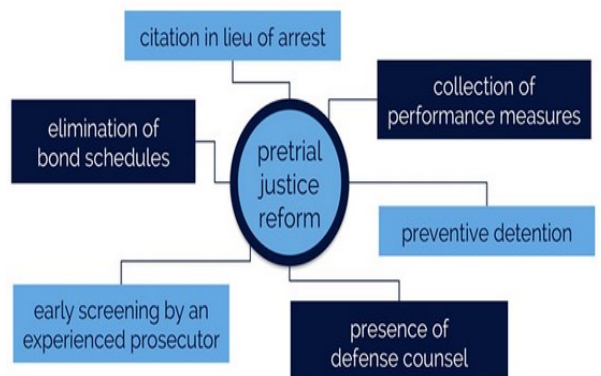 citation in lieu of arrest
collection of
performance measures
elimination of
bond schedules
pretrial
justice
reform
preventive detention
early screening by an
experienced prosecutor
presence of
defense counsel